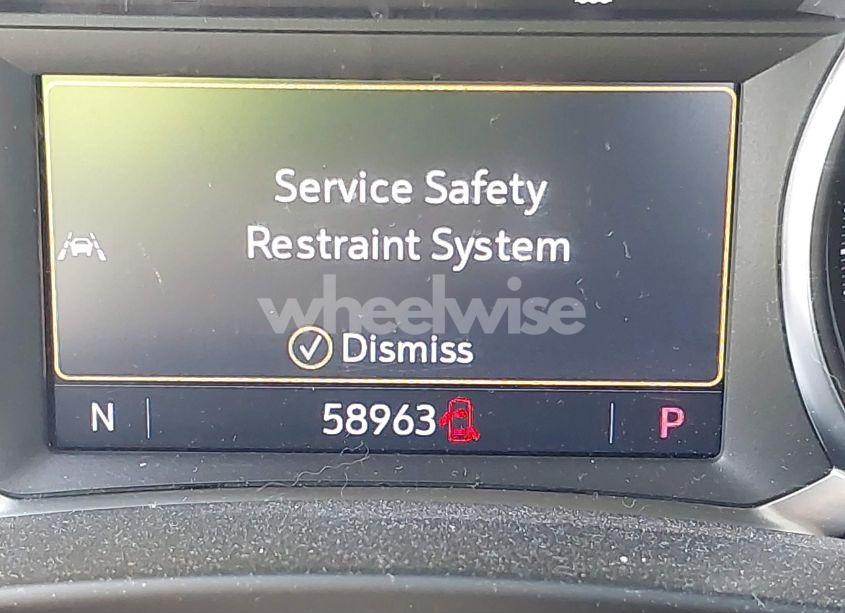 Service Safety
Restraint System
wheelwise
Dismiss
N 58963 P